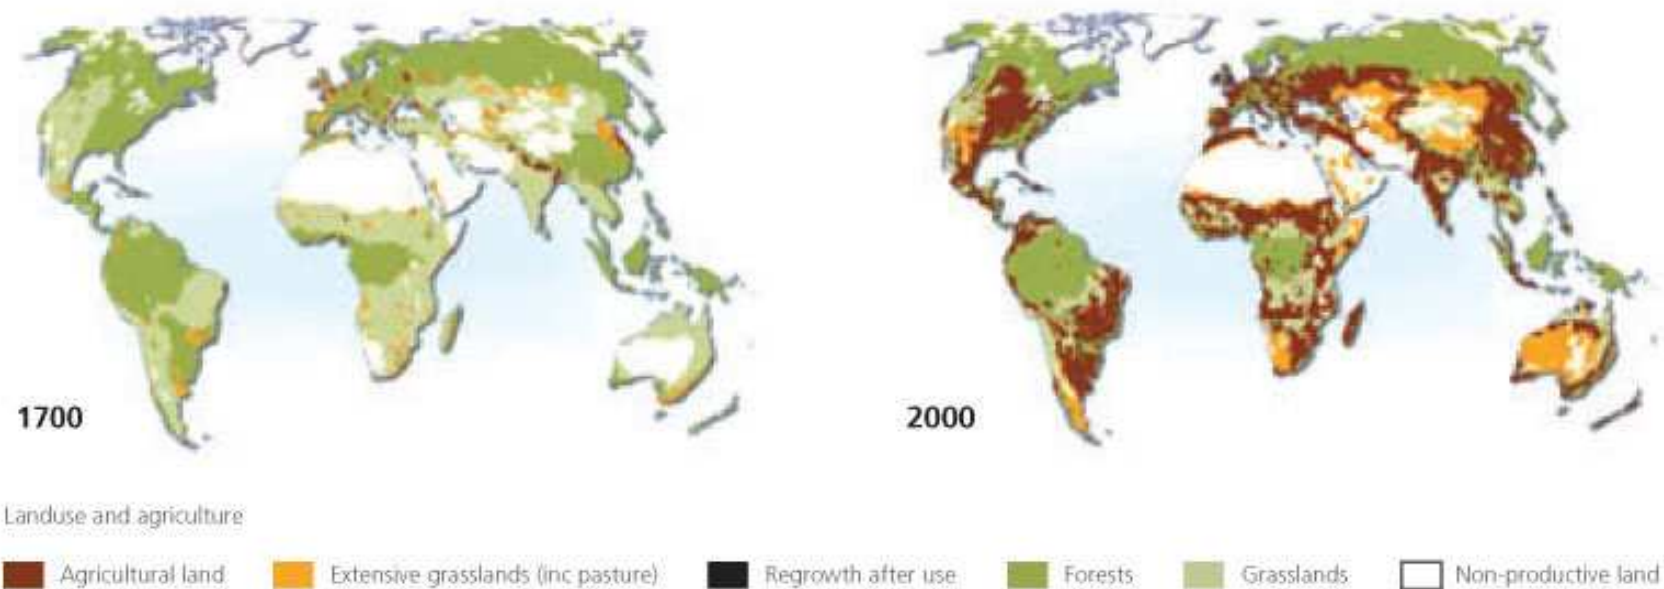 1700
2000
Landuse and agriculture
Agricultural land
Extensive grasslands (inc pasture)
Regrowth after use
Forests
Grasslands
Non-productive land